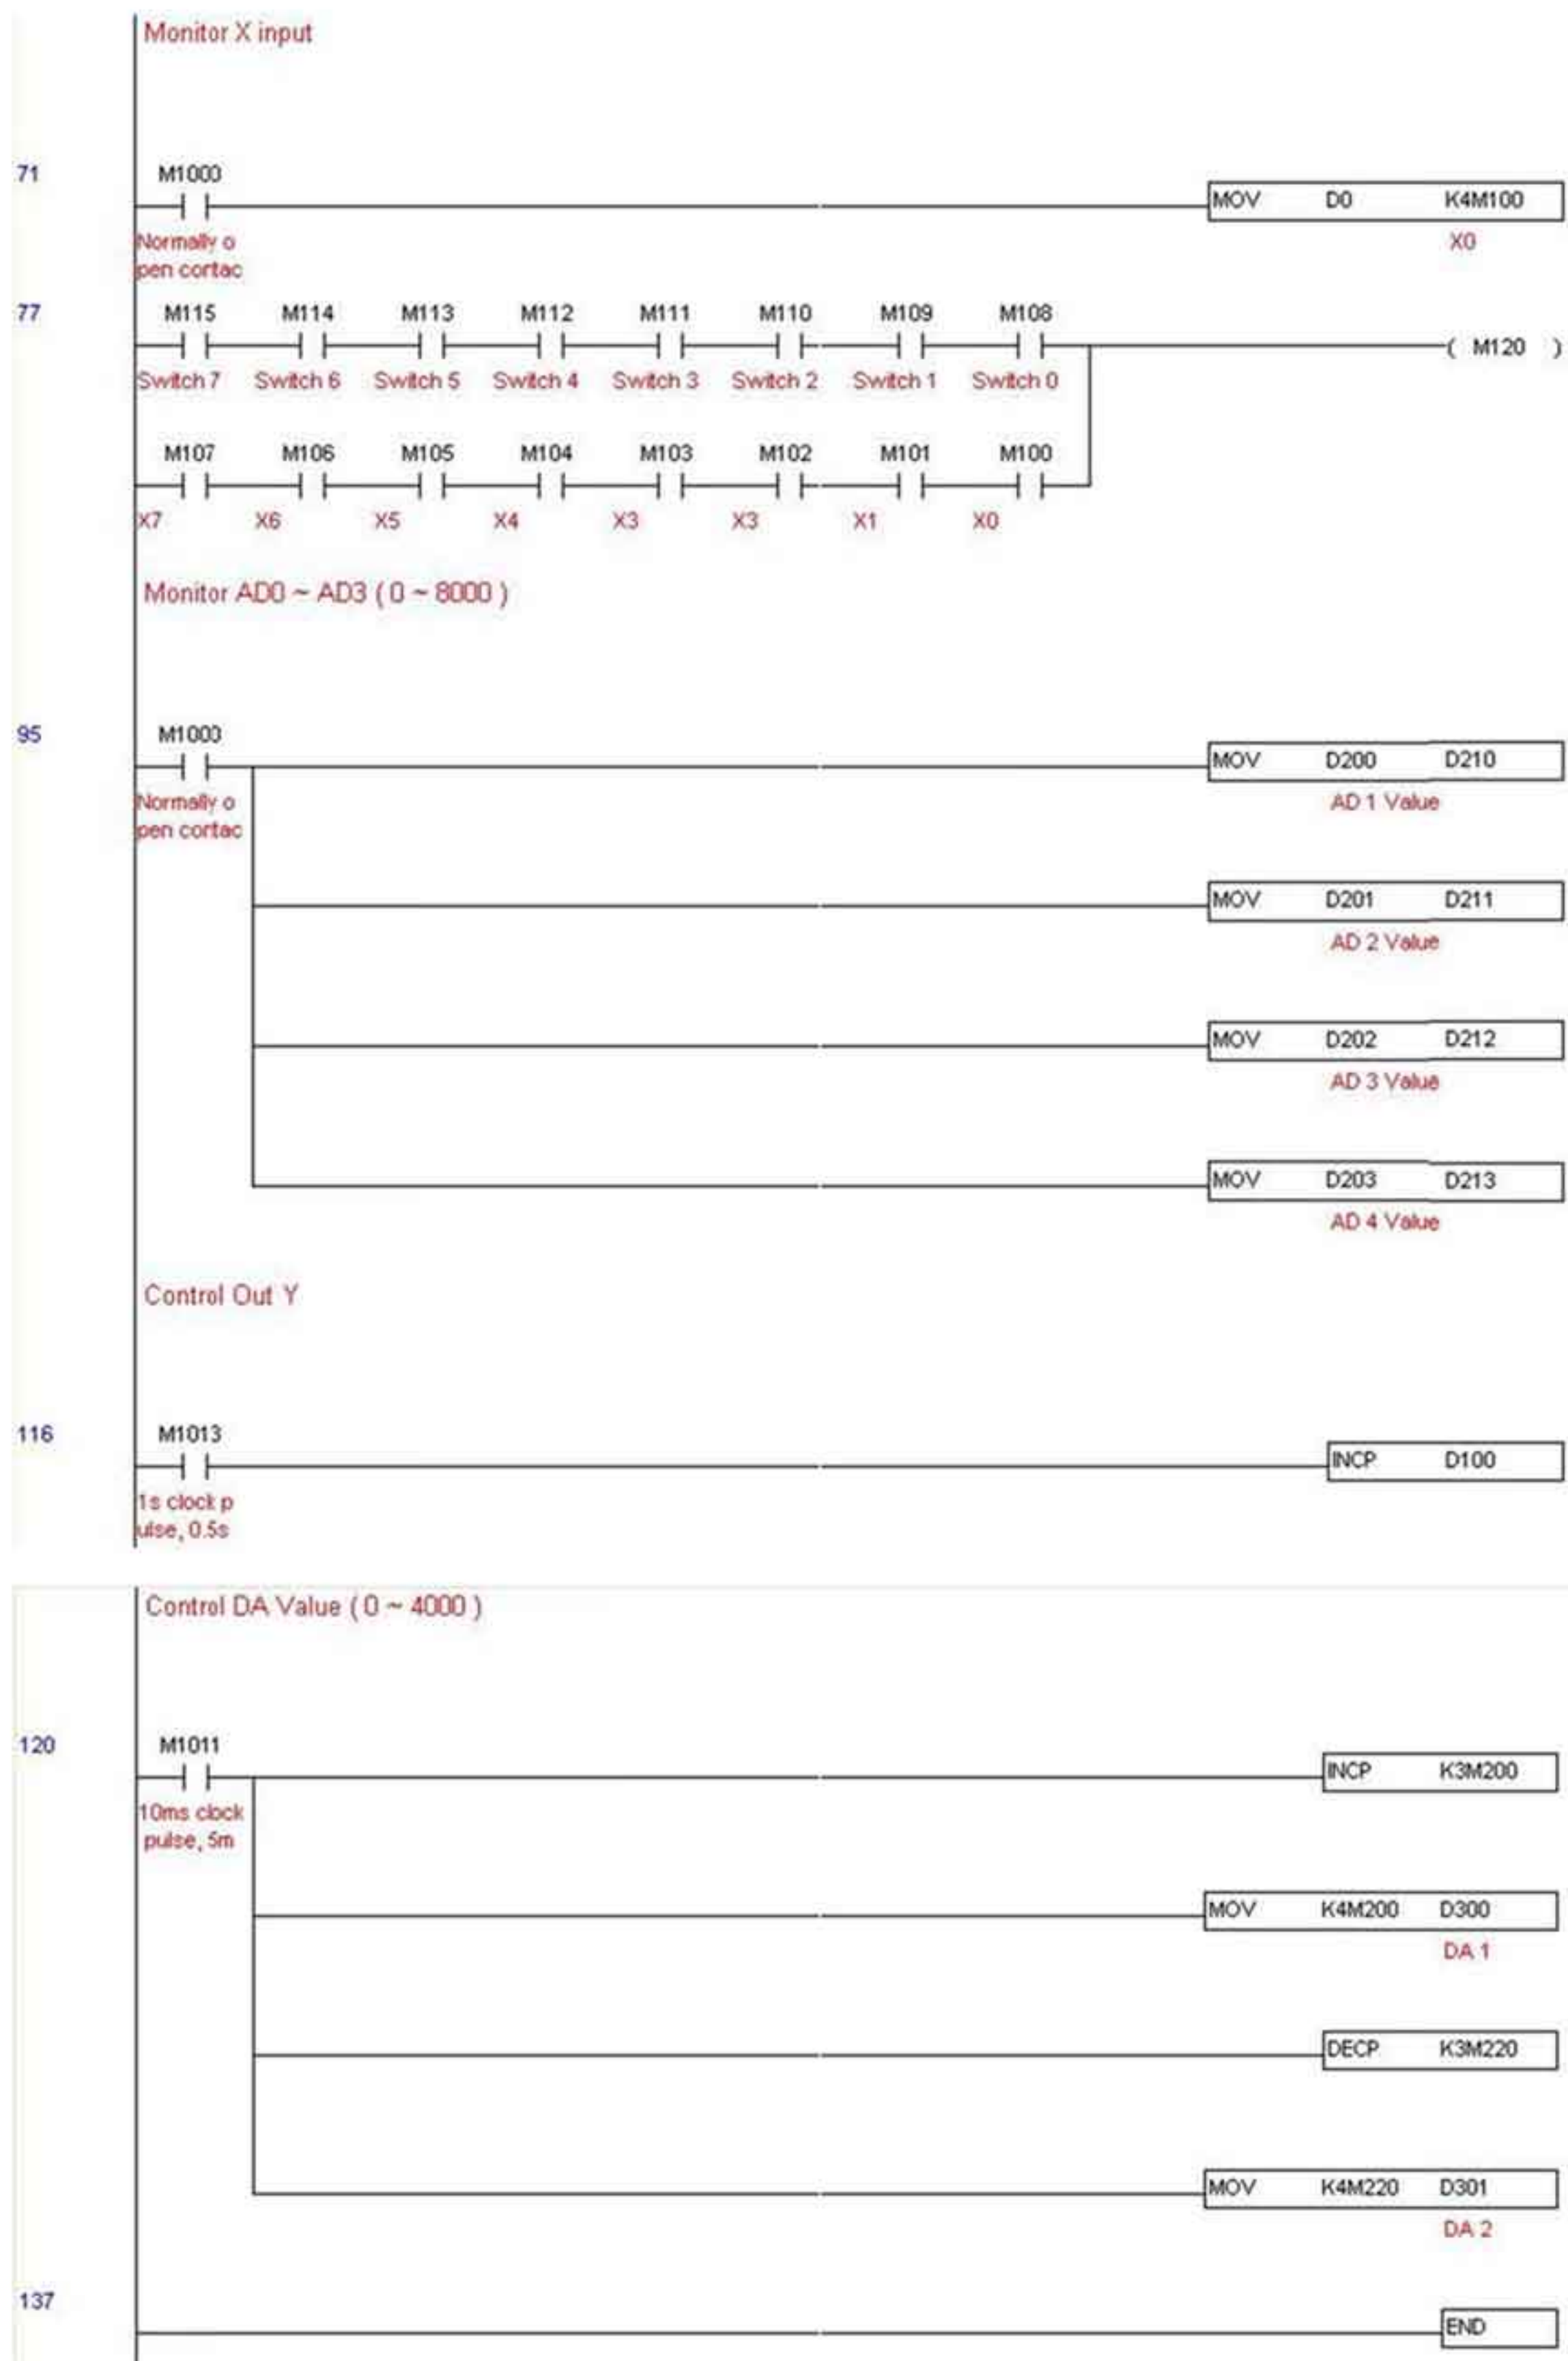 Monitor X input
71
M1000
MOV D0 K4M100
Normally o
pen cortac
X0
77
M115 M114 M113 M112 M111 M110 M109 M108
( M120 )
Switch 7 Switch 6 Switch 5 Switch 4 Switch 3 Switch 2 Switch 1 Switch 0
M107 M106 M105 M104 M103 M102 M101 M100
X7 X6 X5 X4 X3 X3 X1 X0
Monitor AD0 ~ AD3 ( 0 ~ 8000 )
95
M1000
MOV D200 D210
Normally o
pen cortac
AD 1 Value
MOV D201 D211
AD 2 Value
MOV D202 D212
AD 3 Value
MOV D203 D213
AD 4 Value
Control Out Y
116
M1013
INCP D100
1s clock p
ulse, 0.5s
Control DA Value ( 0 ~ 4000 )
120
M1011
INCP K3M200
10ms clock
pulse, 5m
MOV K4M200 D300
DA 1
DECP K3M220
MOV K4M220 D301
DA 2
137
END